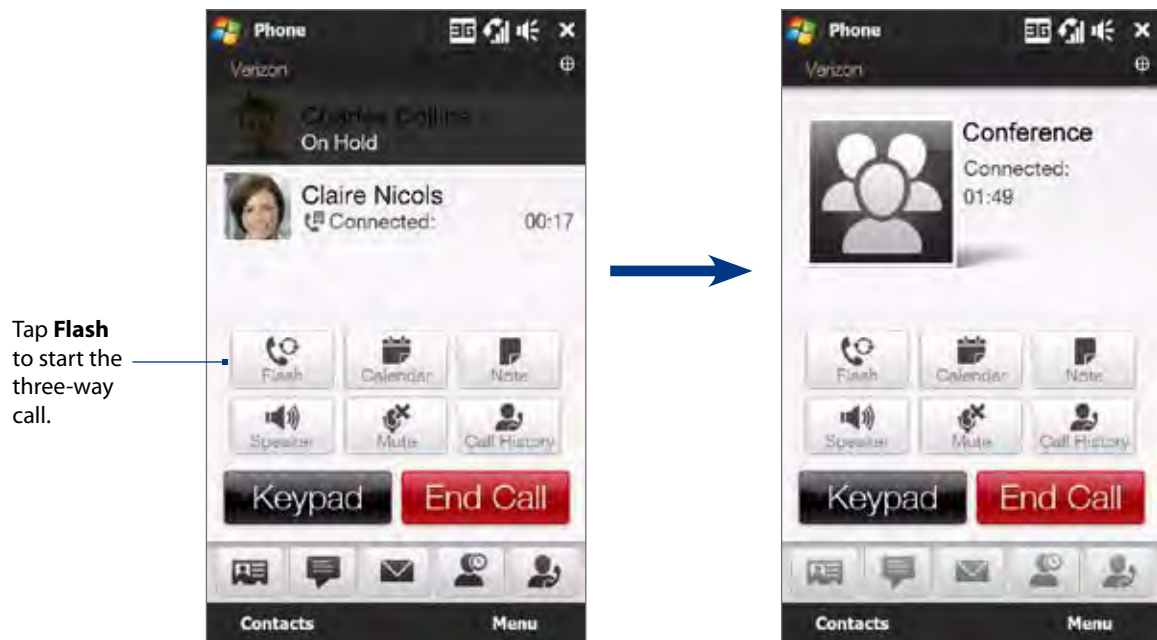 Phone
Verizon
Charles Collins
On Hold
Claire Nicols
Connected:
00:17
Tap Flash
to start the
three-way
call.
Flash
Calendar
Note
Speaker
Mute
Call History
Keypad
End Call
Contacts
Menu
Phone
Verizon
Conference
Connected:
01:49
Flash
Calendar
Note
Speaker
Mute
Call History
Keypad
End Call
Contacts
Menu